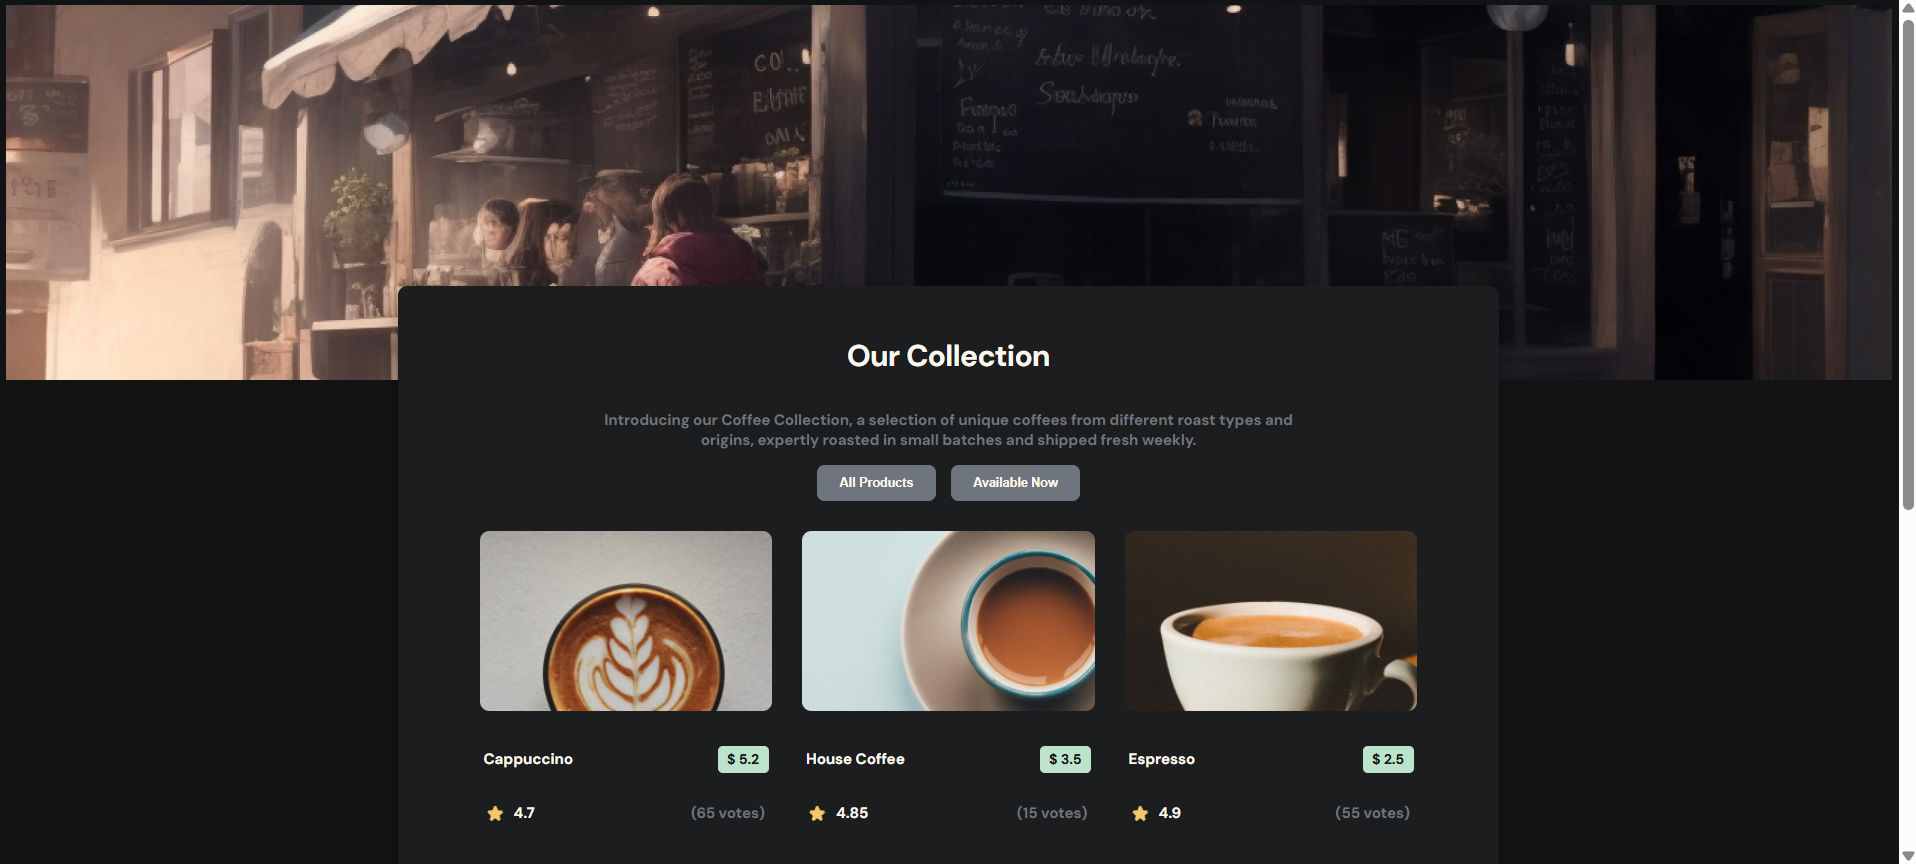 Our Collection
Introducing our Coffee Collection, a selection of unique coffees from different roast types and
origins, expertly roasted in small batches and shipped fresh weekly.
All Products
Available Now
Cappuccino
$ 5.2
House Coffee
$ 3.5
Espresso
$ 2.5
4.7
(65 votes)
4.85
(15 votes)
4.9
(55 votes)